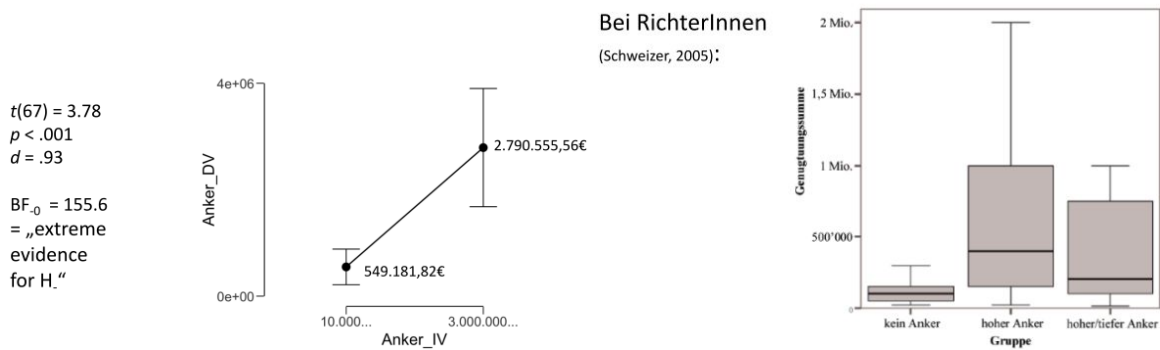 Bei RichterInnen
(Schweizer, 2005):
t(67) = 3.78
p < .001
d = .93
BF-0 = 155.6
= „extreme
evidence
for H-“
4e+06
0e+00
Anker_DV
2.790.555,56€
549.181,82€
10.000...
3.000.000...
Anker_IV
2 Mio.
1,5 Mio.
1 Mio.
500'000
0
Genugtuungssumme
kein Anker
hoher Anker
hoher/tiefer Anker
Gruppe